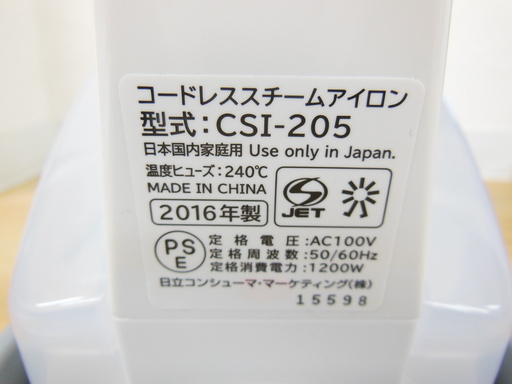 コードレススチームアイロン
型式:CSI-205
日本国内家庭用 Use only in Japan.
温度ヒューズ:240℃
MADE IN CHINA
2016年製
S JET
PS E
定格電圧:AC100V
定格周波数:50/60Hz
定格消費電力:1200W
日立コンシューマ・マーケティング(株)
15598